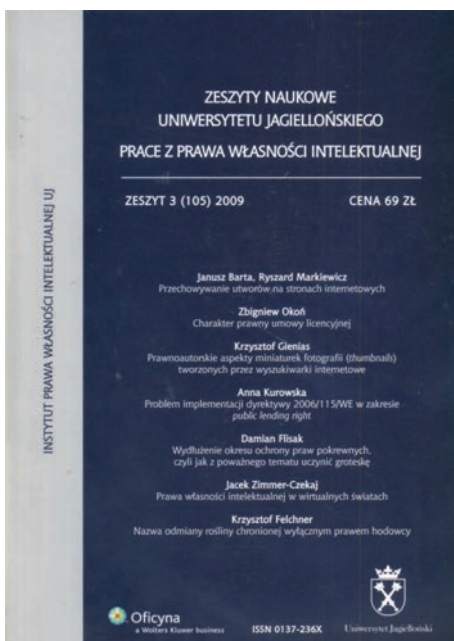 INSTYTUT PRAWA WŁASNOŚCI INTELEKTUALNEJ UJ
ZESZYTY NAUKOWE
UNIWERSYTETU JAGIELLOŃSKIEGO
PRACE Z PRAWA WŁASNOŚCI INTELEKTUALNEJ
ZESZYT 3 (105) 2009 CENA 69 ZŁ
Janusz Barta, Ryszard Markiewicz
Przechowywanie utworów na stronach internetowych
Zbigniew Okoń
Charakter prawny umowy licencyjnej
Krzysztof Gienias
Prawnoautorskie aspekty miniaturek fotografii (thumbnails)
tworzonych przez wyszukiwarki internetowe
Anna Kurowska
Problem implementacji dyrektywy 2006/115/WE w zakresie
public lending right
Damian Flisak
Wydłużenie okresu ochrony praw pokrewnych,
czyli jak z poważnego tematu uczynić groteskę
Jacek Zimmer-Czekaj
Prawa własności intelektualnej w wirtualnych światach
Krzysztof Felchner
Nazwa odmiany rośliny chronionej wyłącznym prawem hodowcy
Oficyna
a Wolters Kluwer business
ISSN 0137-236X
Uniwersytet Jagielloński